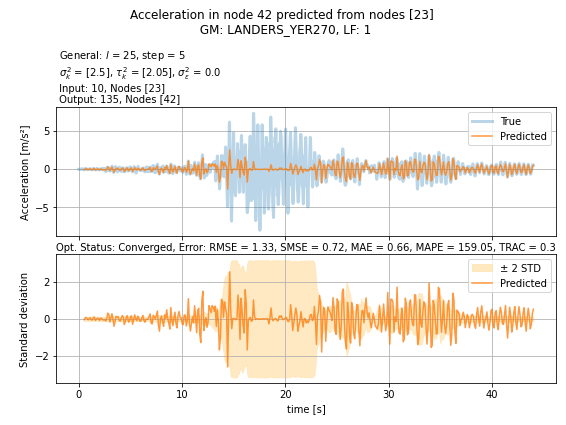 Acceleration in node 42 predicted from nodes [23]
GM: LANDERS_YER270, LF: 1
General: l = 25, step = 5
σ²ₖ = [2.5], τ²ₖ = [2.05], σ²_ε = 0.0
Input: 10, Nodes [23]
Output: 135, Nodes [42]
Acceleration [m/s²]
5
0
−5
True
Predicted
Opt. Status: Converged, Error: RMSE = 1.33, SMSE = 0.72, MAE = 0.66, MAPE = 159.05, TRAC = 0.3
Standard deviation
2
0
−2
± 2 STD
Predicted
0 10 20 30 40
time [s]